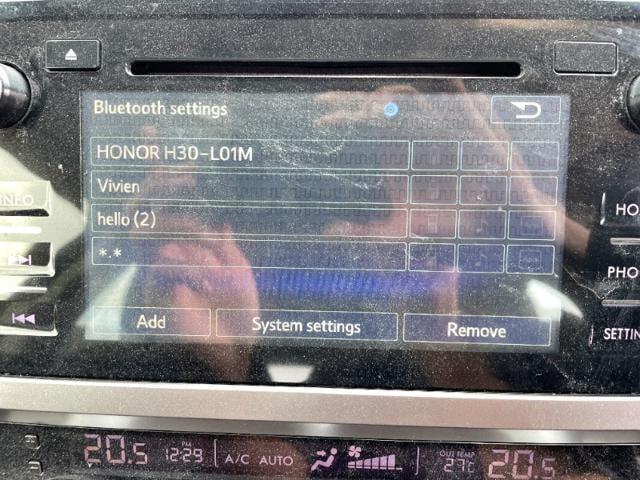 Bluetooth settings
HONOR H30-L01M
INFO
Vivien
HO
hello (2)
*.*
PHO
Add
System settings
Remove
SETTIN
20.5
PM
12:29
A/C AUTO
OUT TEMP
27°C
20.5